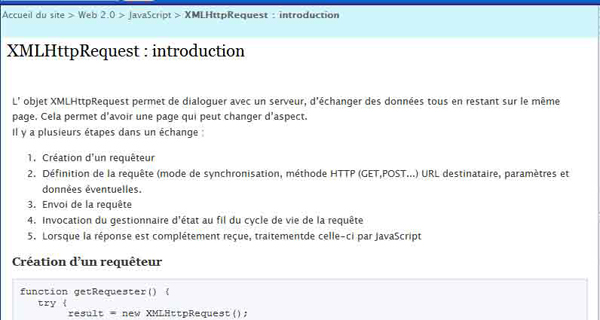 Accueil du site > Web 2.0 > JavaScript > XMLHttpRequest : introduction
XMLHttpRequest : introduction
L' objet XMLHttpRequest permet de dialoguer avec un serveur, d'échanger des données tous en restant sur le même
page. Cela permet d'avoir une page qui peut changer d'aspect.
Il y a plusieurs étapes dans un échange :
1. Création d'un requêteur
2. Définition de la requête (mode de synchronisation, méthode HTTP (GET,POST...) URL destinataire, paramètres et
données éventuelles.
3. Envoi de la requête
4. Invocation du gestionnaire d'état au fil du cycle de vie de la requête
5. Lorsque la réponse est complétement reçue, traitementde celle-ci par JavaScript
Création d'un requêteur
function getRequester() {
try {
result = new XMLHttpRequest();